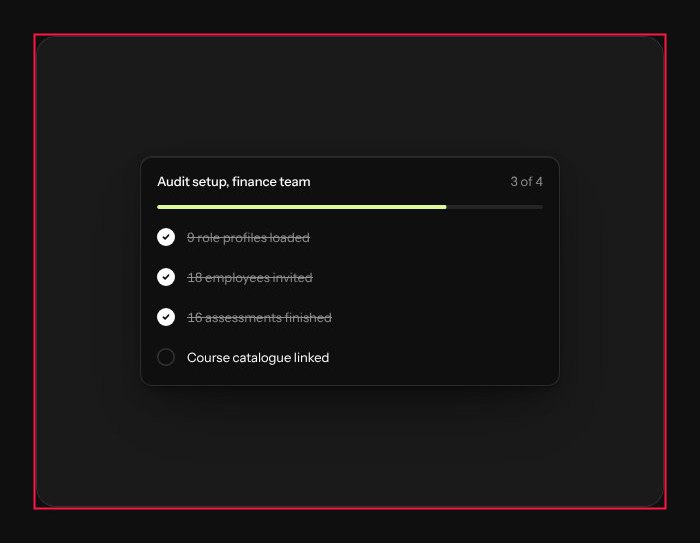 Audit setup, finance team
3 of 4
9 role profiles loaded
18 employees invited
16 assessments finished
Course catalogue linked